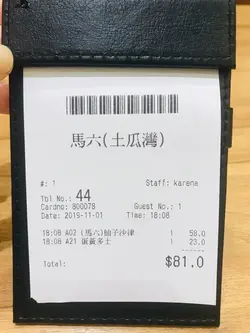 馬六(土瓜灣)
#: 1 Staff: karena
Tbl No.: 44
Cardno: 800078 Guest No.: 1
Date: 2019-11-01 Time: 18:08
18:08 A02 (馬六)柚子沙律 1 58.0
18:08 A21 蛋黃多士 1 23.0
Total: $81.0